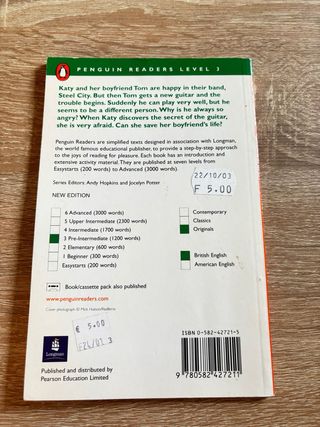 PENGUIN READERS LEVEL 3
Katy and her boyfriend Tom are happy in their band,
Steel City. But then Tom gets a new guitar and the
trouble begins. Suddenly he can play very well, but he
seems to be a different person. Why is he always so
angry? When Katy discovers the secret of the guitar,
she is very afraid. Can she save her boyfriend's life?
Penguin Readers are simplified texts designed in association with Longman,
the world famous educational publisher, to provide a step-by-step approach
to the joys of reading for pleasure. Each book has an introduction and
extensive activity material. They are published at seven levels from
Easystarts (200 words) to Advanced (3000 words).
Series Editors: Andy Hopkins and Jocelyn Potter
22/10/03
F 5.00
NEW EDITION
6 Advanced (3000 words)
5 Upper Intermediate (2300 words)
4 Intermediate (1700 words)
3 Pre-Intermediate (1200 words)
2 Elementary (600 words)
1 Beginner (300 words)
Easystarts (200 words)
Contemporary
Classics
Originals
British English
American English
Book/cassette pack also published
www.penguinreaders.com
€ 5.00
3
Longman
Published and distributed by
Pearson Education Limited
ISBN 0-582-42721-5
9 780582 427211